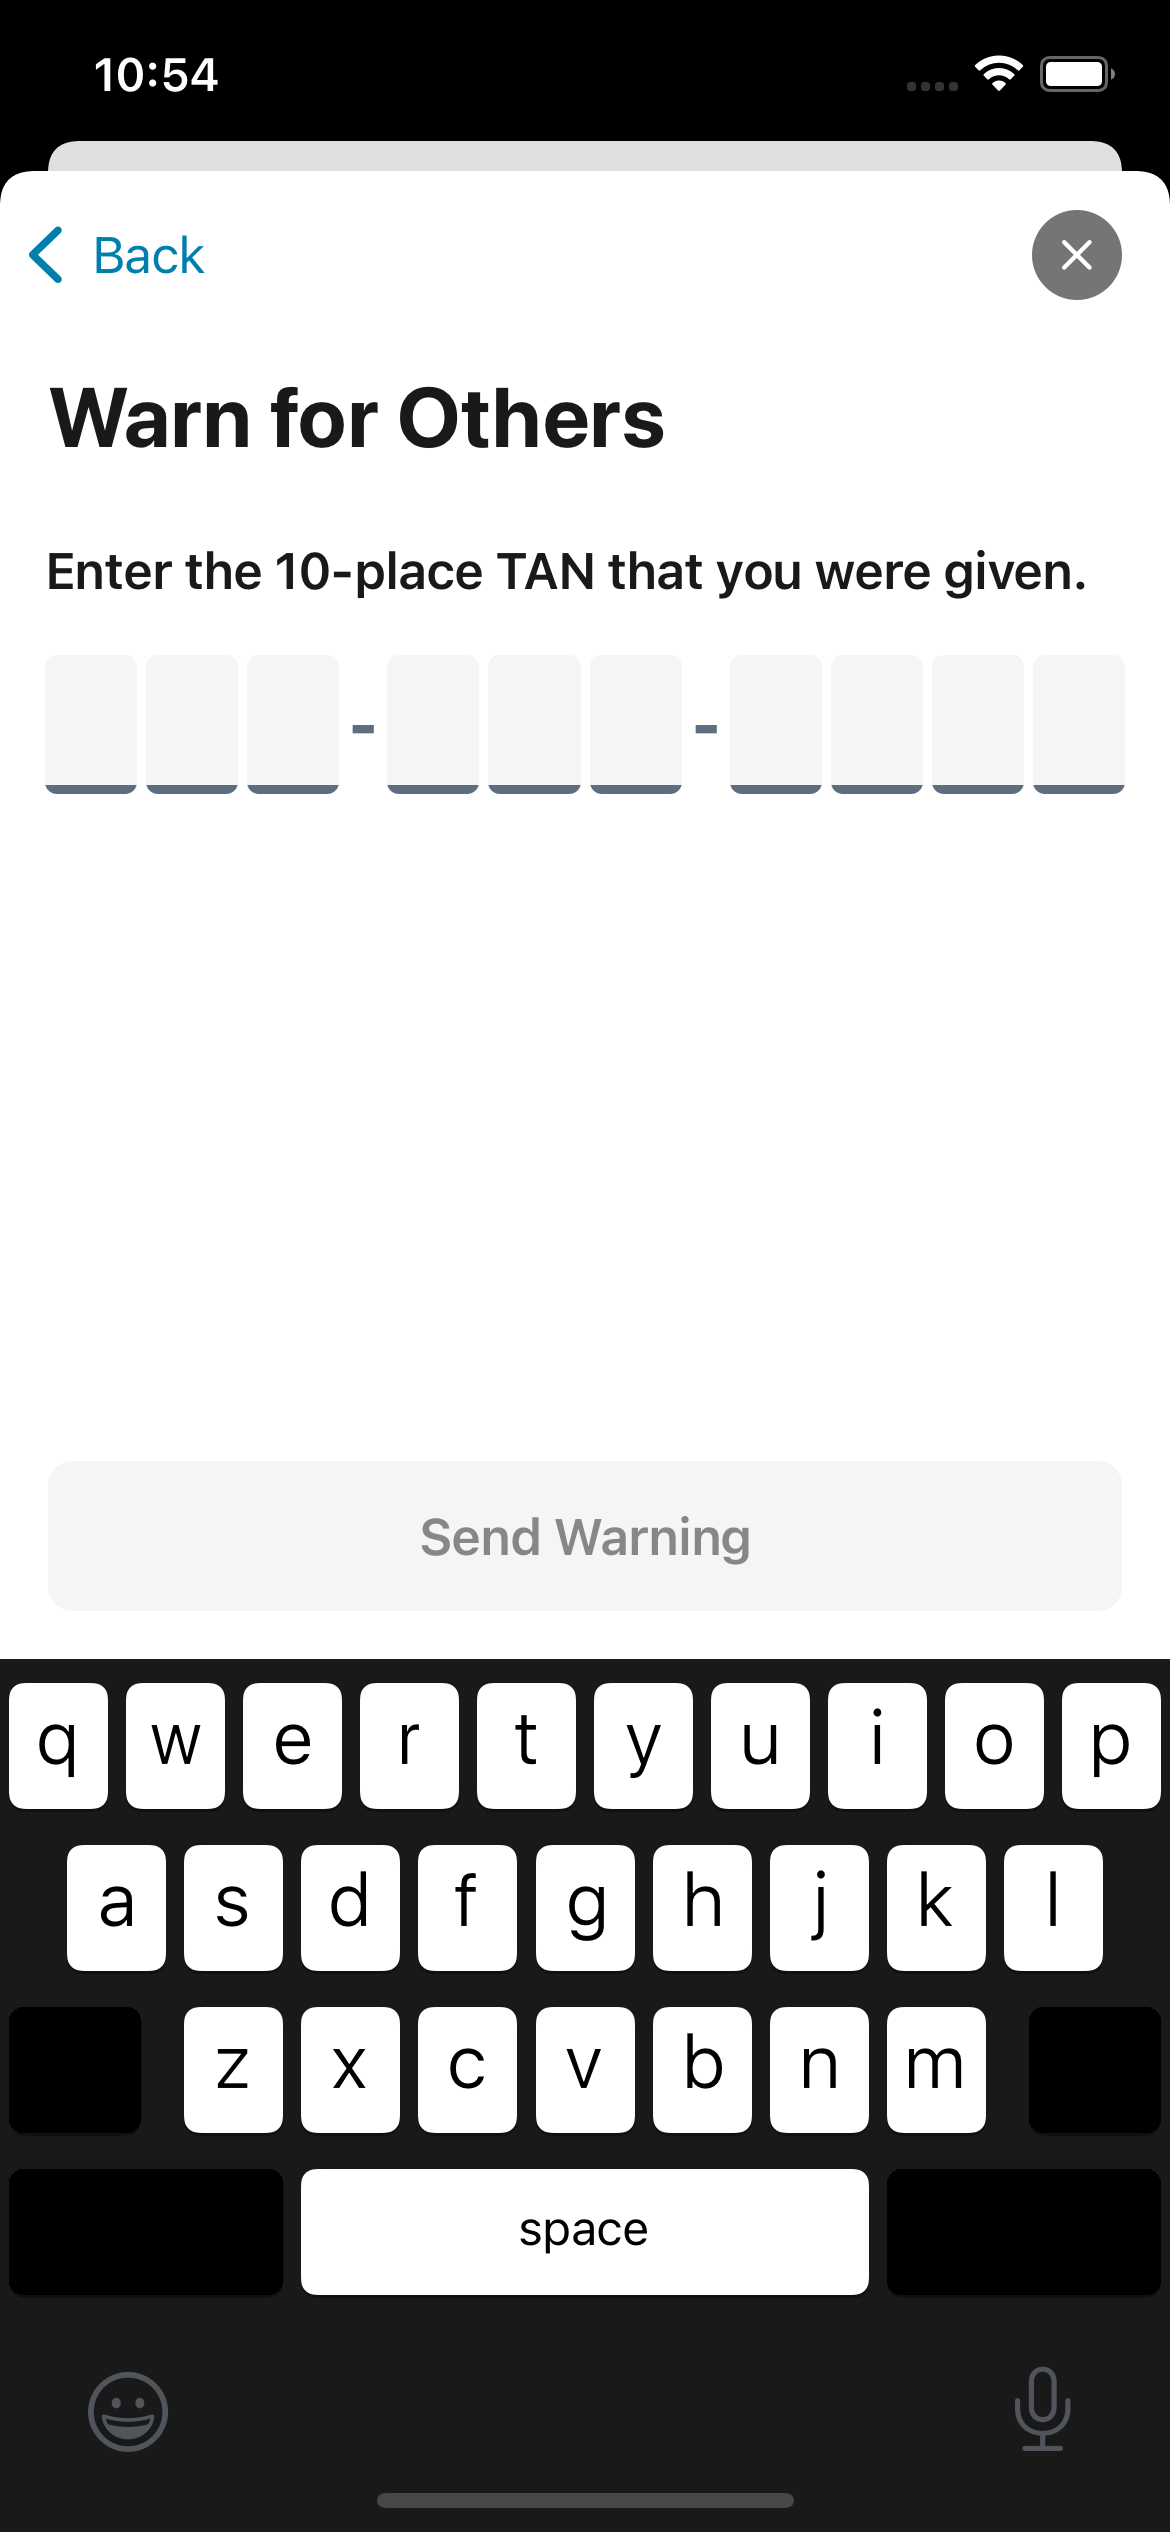 10:54
Back
Warn for Others
Enter the 10-place TAN that you were given.
- -
Send Warning
q w e r t y u i o p
a s d f g h j k l
z x c v b n m
space